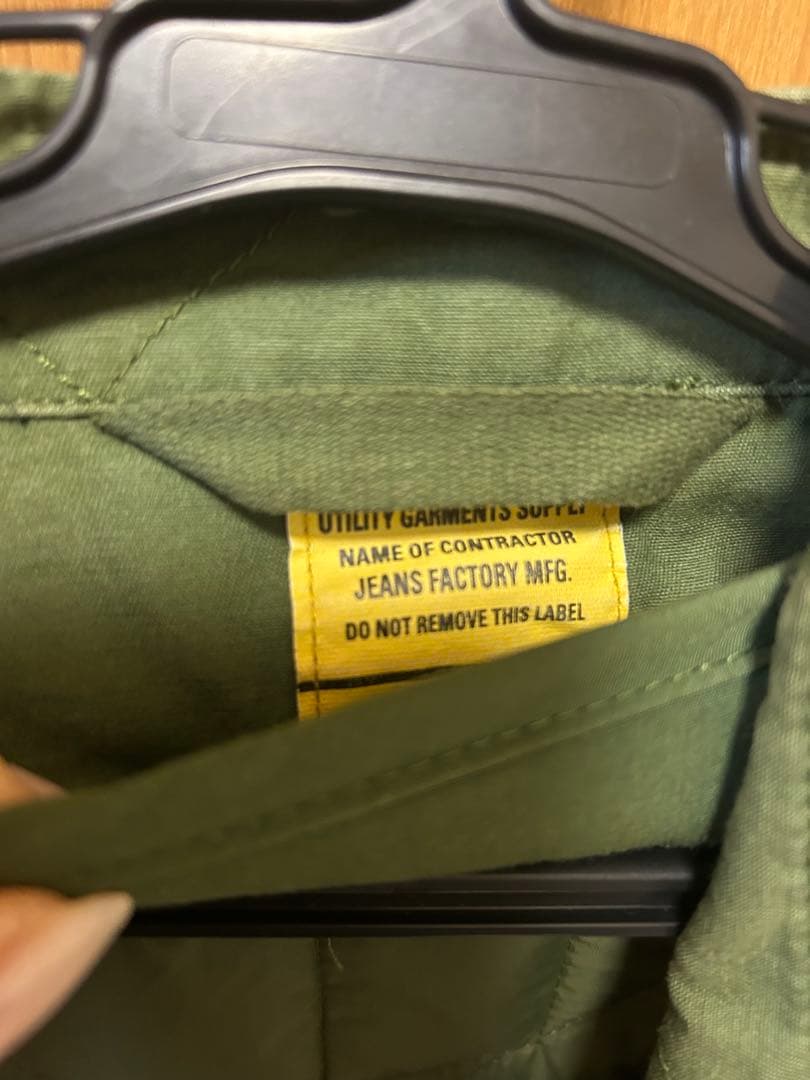 UTILITY GARMENTS SUPPLY
NAME OF CONTRACTOR
JEANS FACTORY MFG.
DO NOT REMOVE THIS LABEL